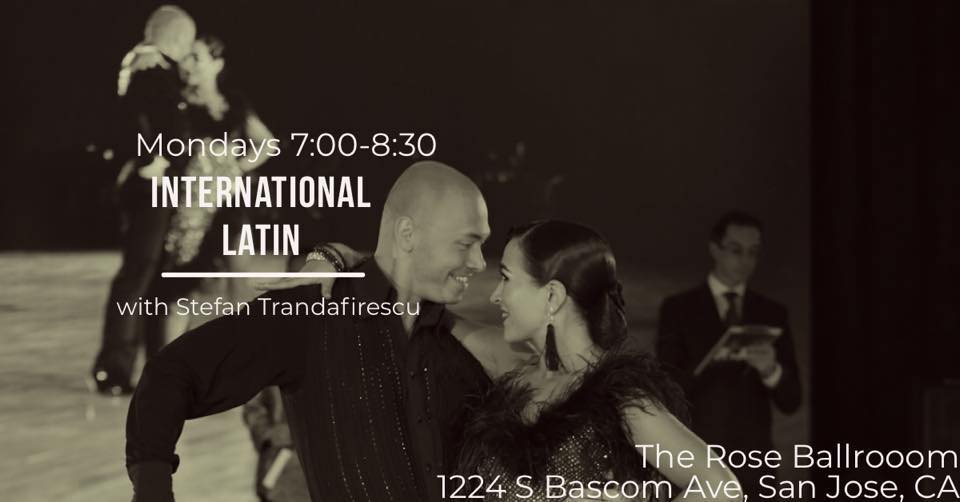 Mondays 7:00-8:30
INTERNATIONAL
LATIN
with Stefan Trandafirescu
The Rose Ballrooom
1224 S Bascom Ave, San Jose, CA